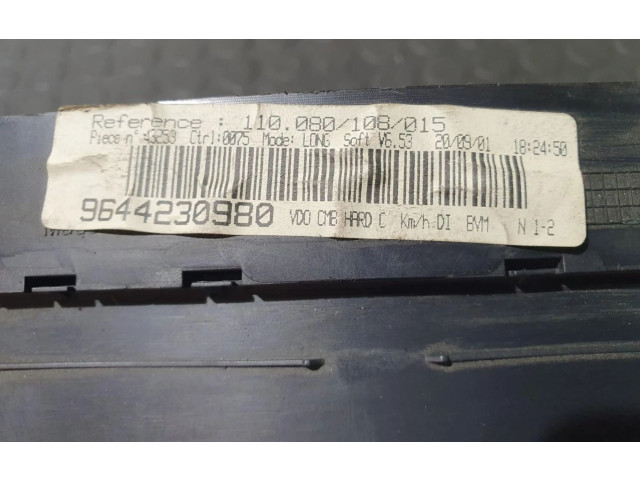 Reference : 110.080/108/015
Piece n° 43253 Ctrl:0075 Mode: LONG Soft V6.53 20/09/01 18:24:50
9644230980 VDO CMB HARD C Km/h DI BVM N 1-2